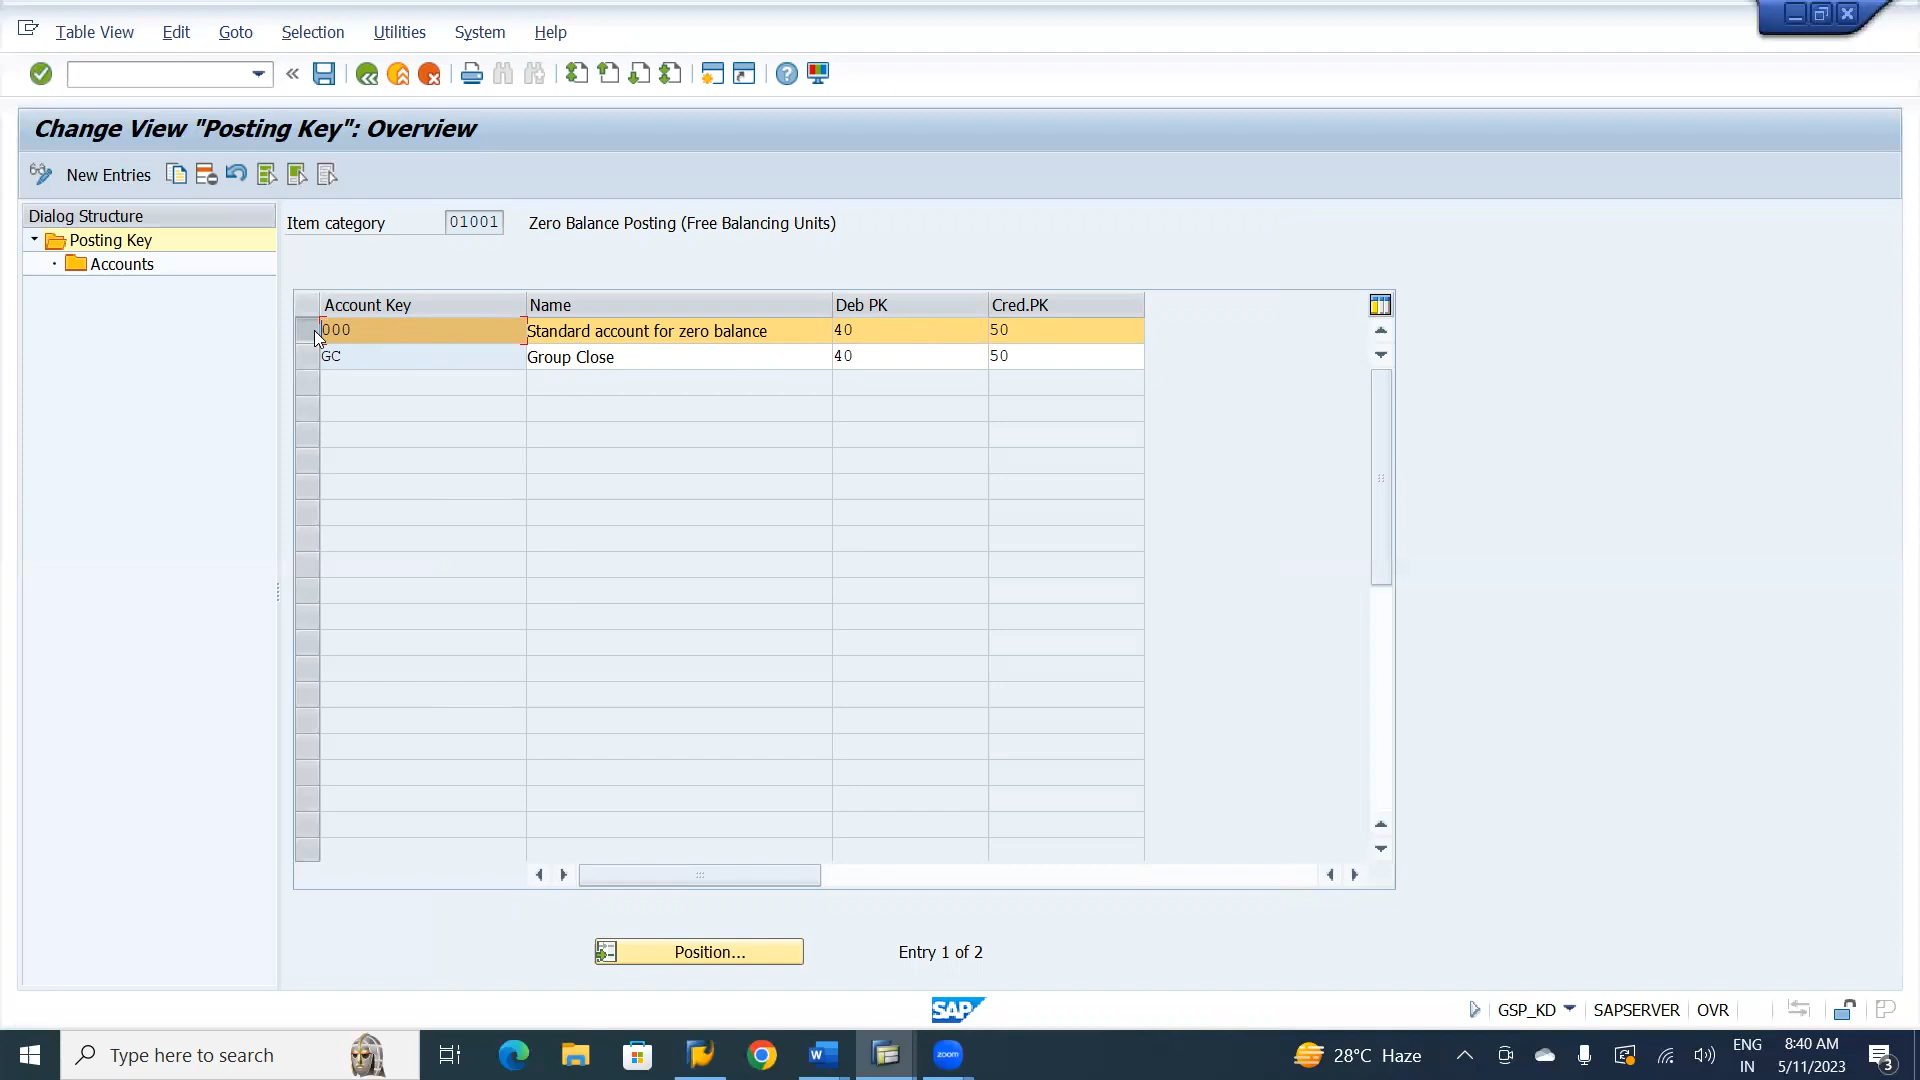 Table View Edit Goto Selection Utilities System Help
Change View "Posting Key": Overview
New Entries
Dialog Structure
Posting Key
Accounts
Item category 01001 Zero Balance Posting (Free Balancing Units)
Account Key Name Deb PK Cred.PK
000 Standard account for zero balance 40 50
GC Group Close 40 50
Position... Entry 1 of 2
SAP GSP_KD SAPSERVER OVR
Type here to search zoom 28°C Haze ENG IN 8:40 AM 5/11/2023 3